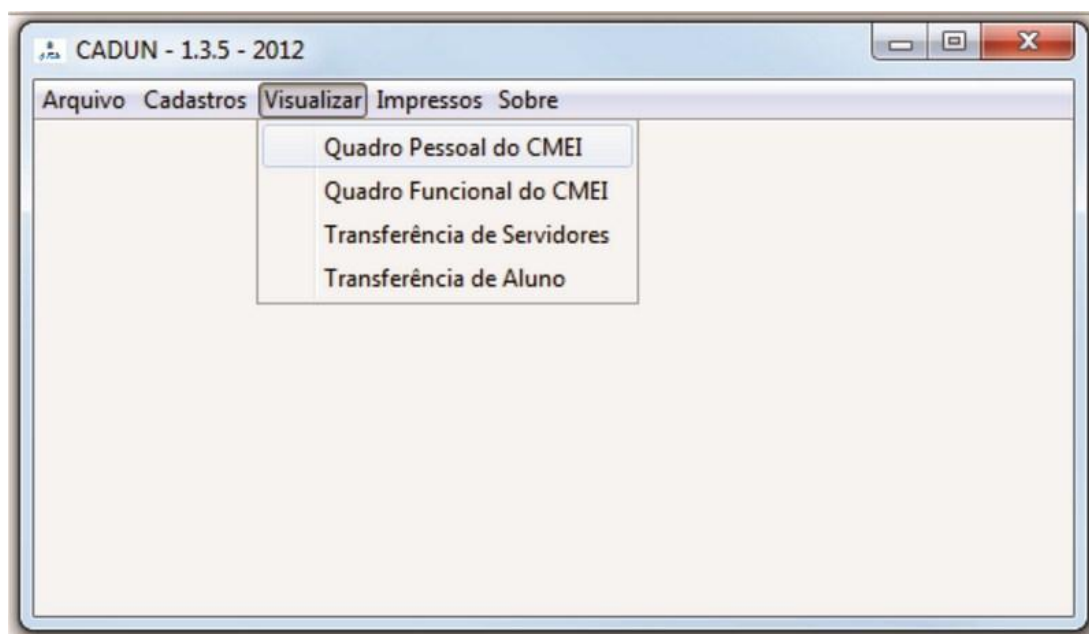 CADUN - 1.3.5 - 2012
Arquivo Cadastros Visualizar Impressos Sobre
Quadro Pessoal do CMEI
Quadro Funcional do CMEI
Transferência de Servidores
Transferência de Aluno